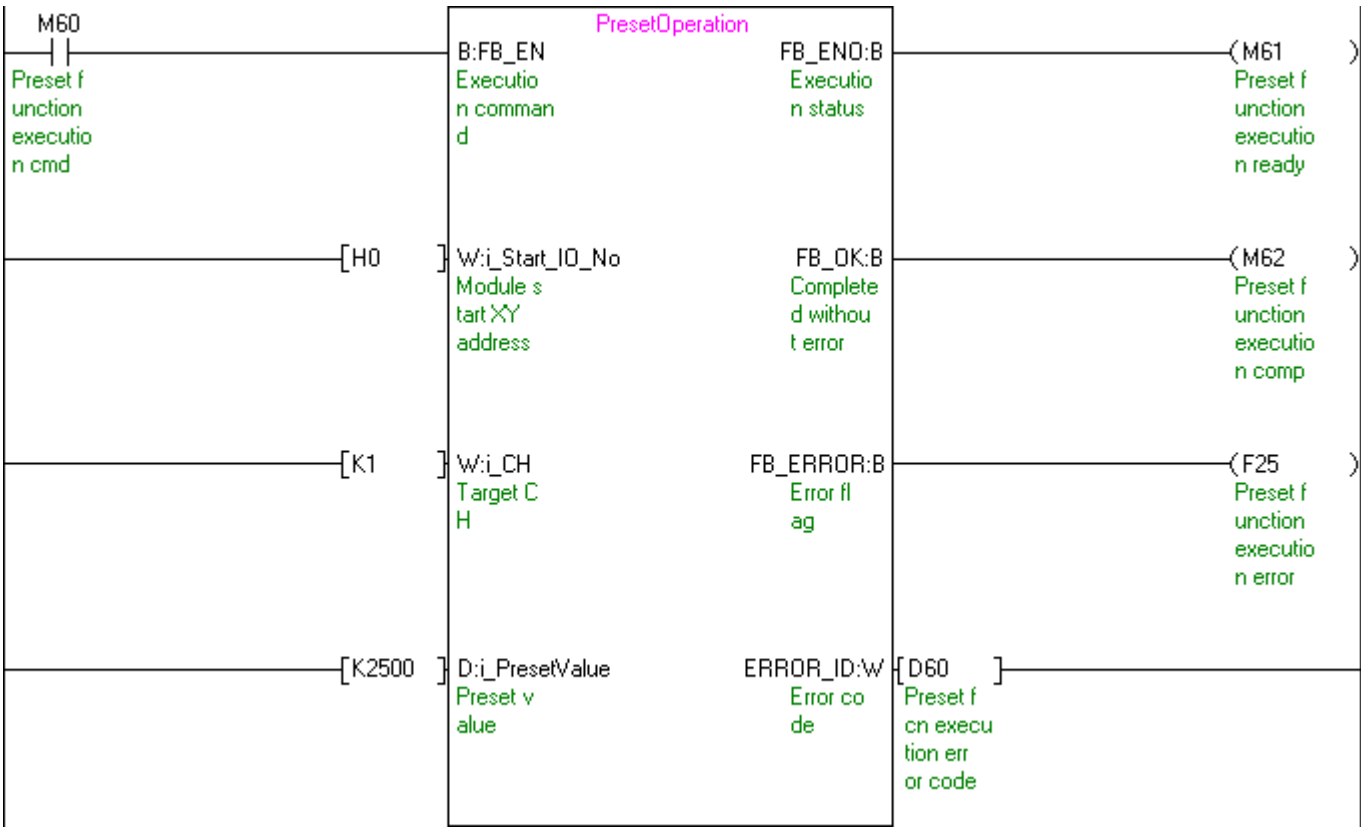 M60
PresetOperation
B:FB_EN
FB_ENO:B
(M61 )
Preset f
unction
executio
n cmd
Executio
n comman
d
Executio
n status
Preset f
unction
executio
n ready
[H0 ]
W:i_Start_IO_No
FB_OK:B
(M62 )
Module s
tart XY
address
Complete
d withou
t error
Preset f
unction
executio
n comp
[K1 ]
W:i_CH
FB_ERROR:B
(F25 )
Target C
H
Error fl
ag
Preset f
unction
executio
n error
[K2500 ]
D:i_PresetValue
ERROR_ID:W
[D60 ]
Preset v
alue
Error co
de
Preset f
cn execu
tion err
or code